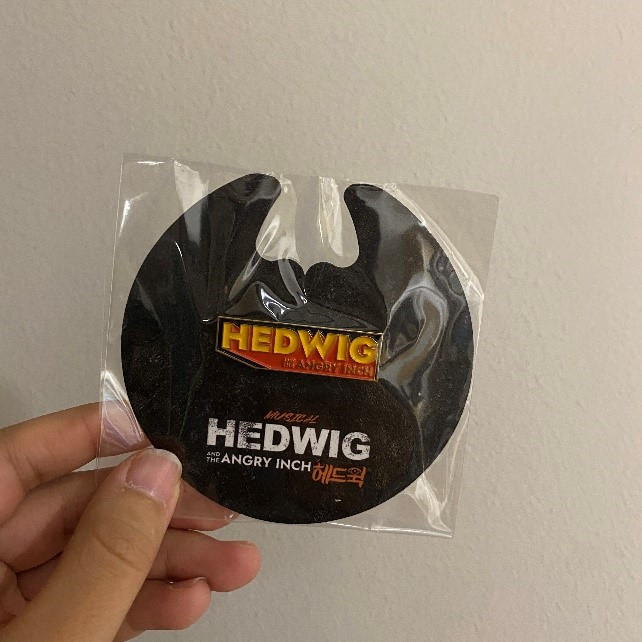 HEDWIG
AND THE ANGRY INCH
MUSICAL
HEDWIG
AND THE ANGRY INCH 헤드윅